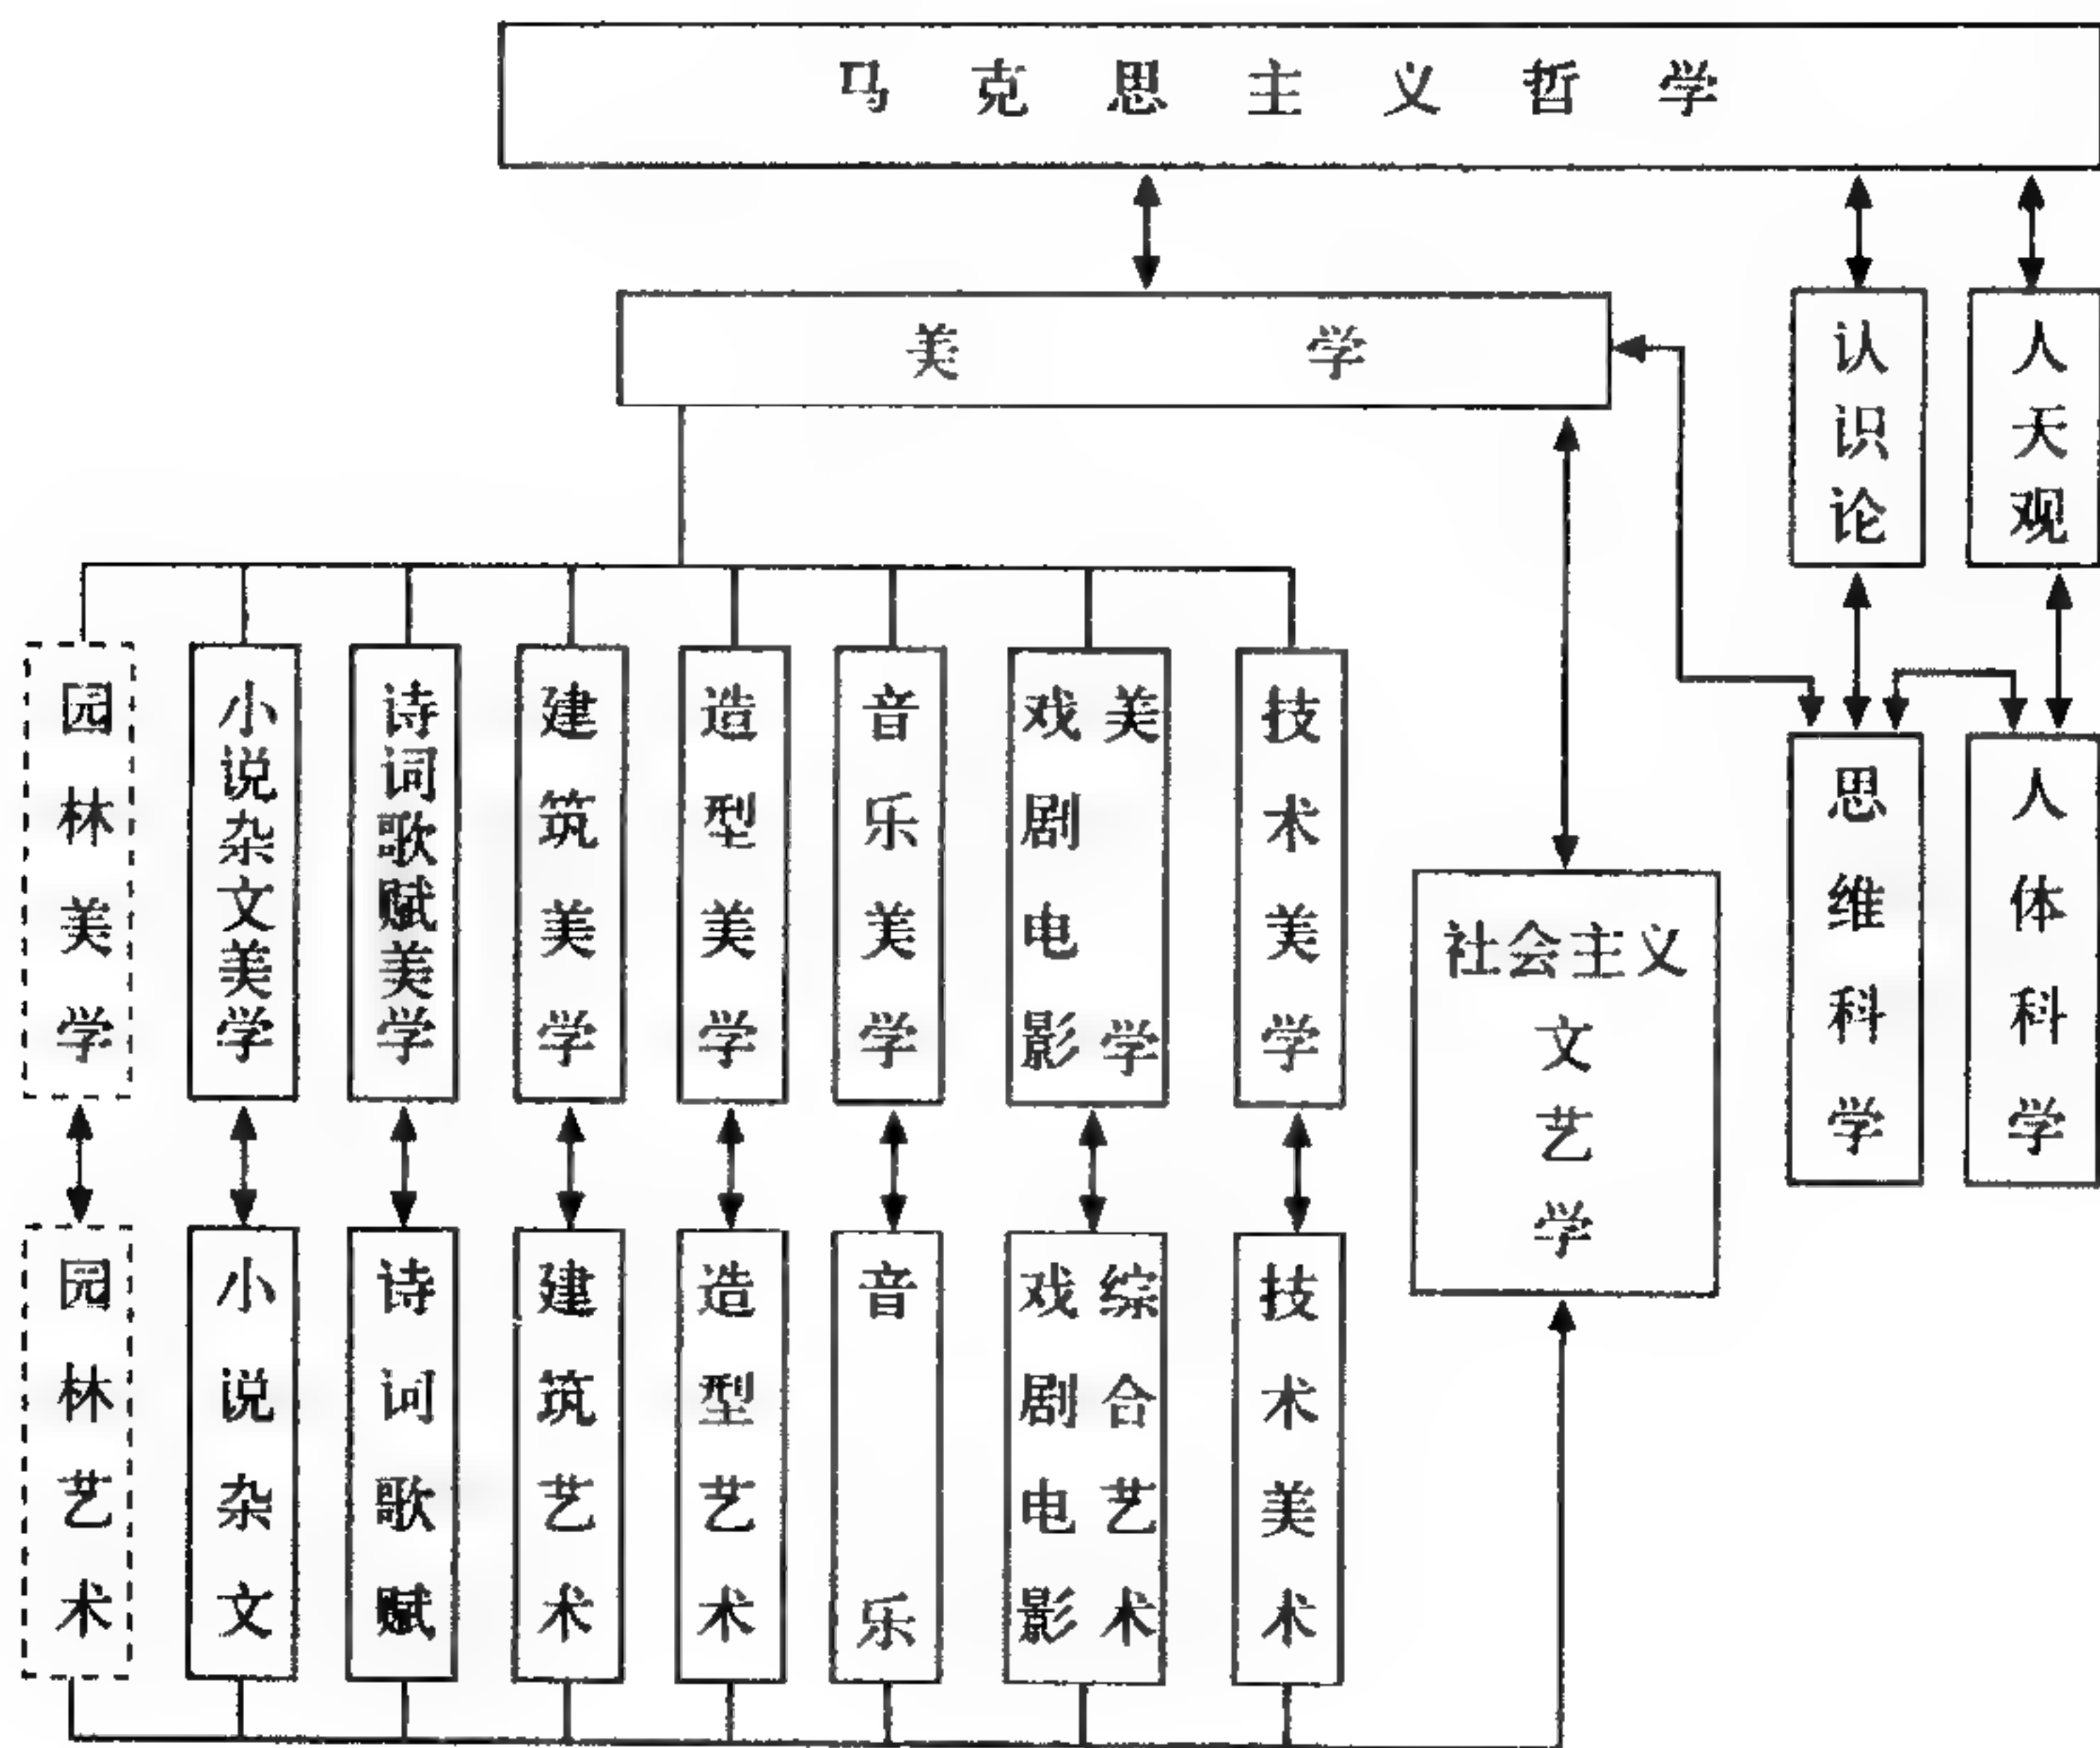 马克思主义哲学
美学
认识论
人天观
园林美学
小说杂文美学
诗词歌赋美学
建筑美学
造型美学
音乐美学
戏剧电影
美学
技术美学
社会主义
文
艺
学
思维科学
人体科学
园林艺术
小说杂文
诗词歌赋
建筑艺术
造型艺术
音乐
戏剧电影
综合艺术
技术美术